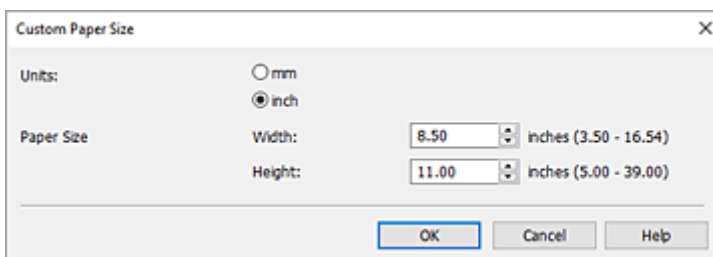 Custom Paper Size
Units: mm
inch
Paper Size Width: 8.50 inches (3.50 - 16.54)
Height: 11.00 inches (5.00 - 39.00)
OK Cancel Help